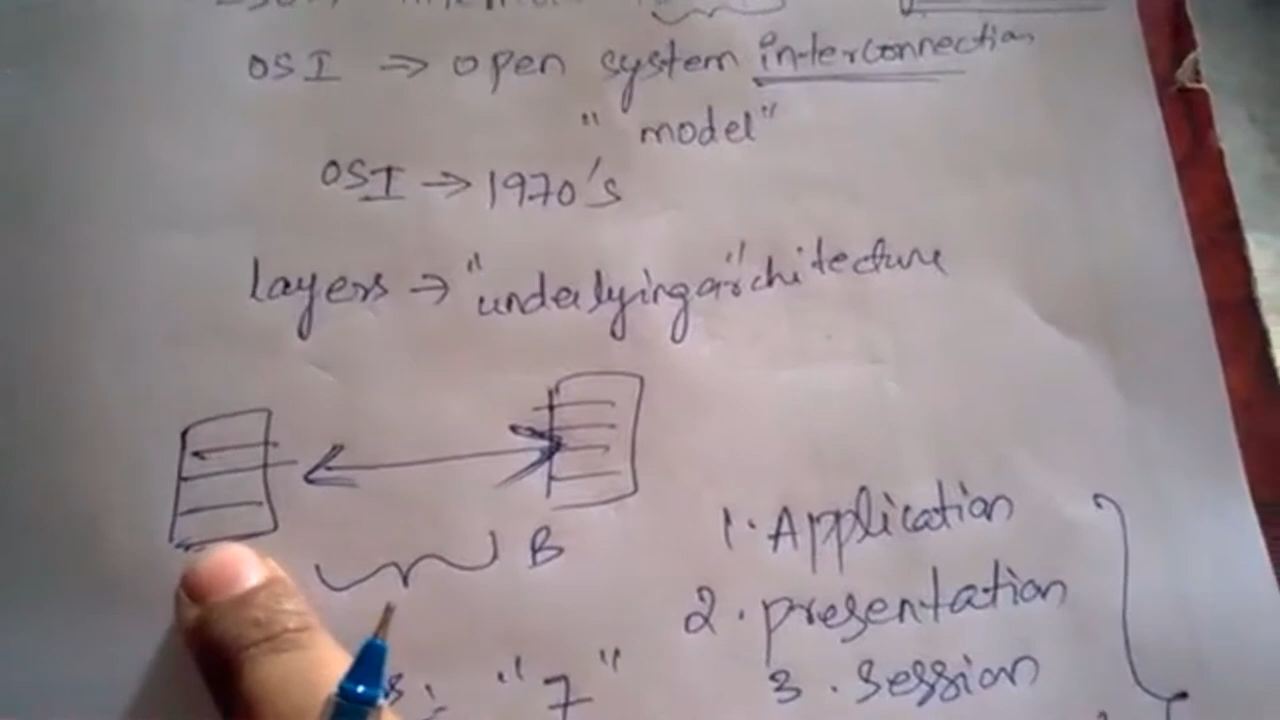 OSI ⇒ open system interconnection
" model"
OSI → 1970's
layers → "underlying architecture"
B
1. Application
2. presentation
"7"
3. session